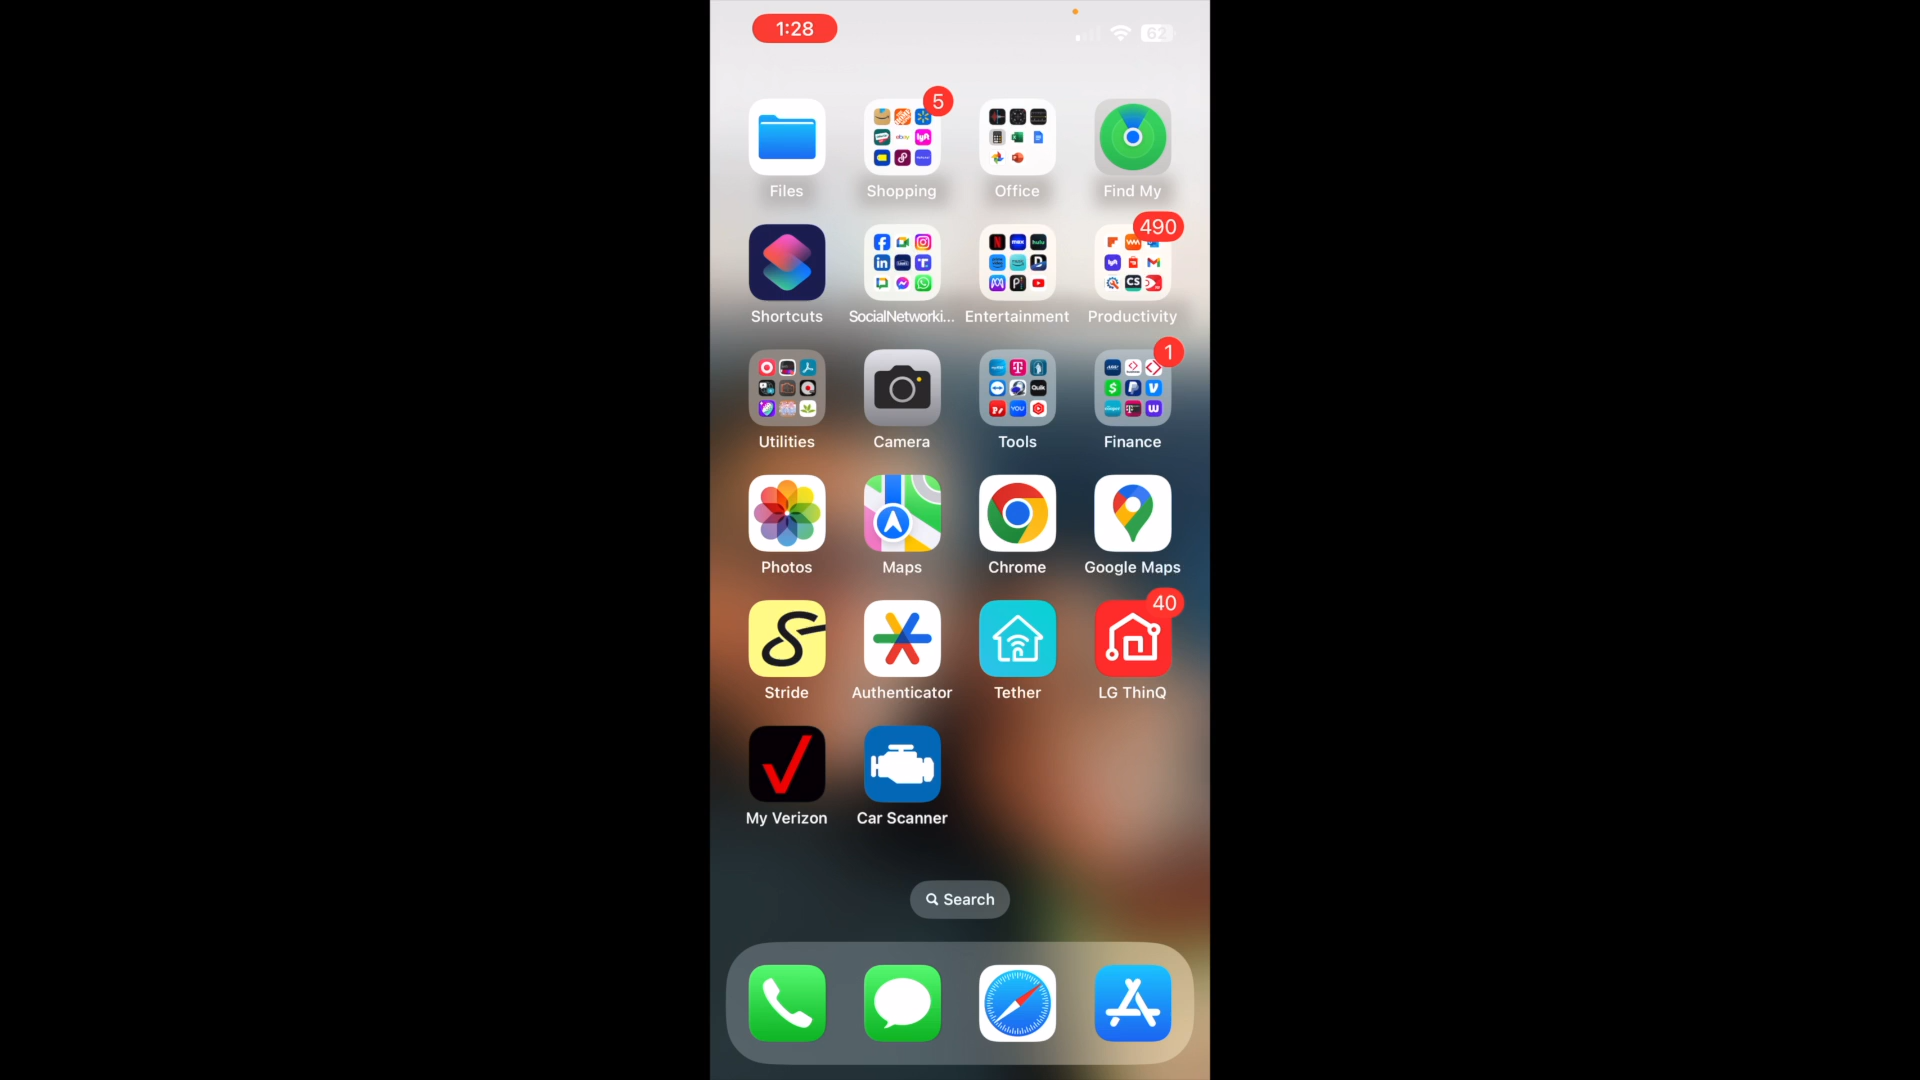 1:28
62
5
Files Shopping Office Find My
490
Shortcuts SocialNetworki... Entertainment Productivity
1
Utilities Camera Tools Finance
Photos Maps Chrome Google Maps
40
Stride Authenticator Tether LG ThinQ
My Verizon Car Scanner
Search